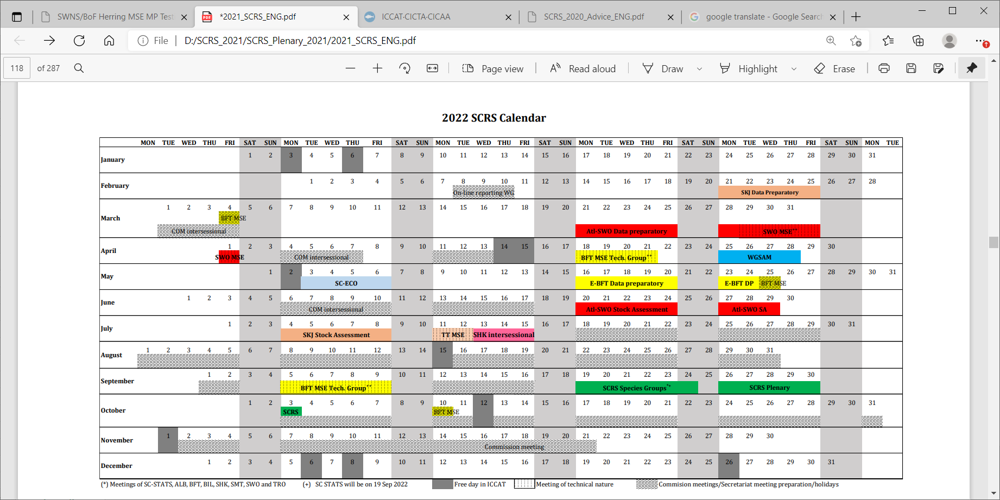 SWNS/BoF Herring MSE MP Test
*2021_SCRS_ENG.pdf
ICCAT·CICTA·CICAA
SCRS_2020_Advice_ENG.pdf
google translate - Google Search
File
D:/SCRS_2021/SCRS_Plenary_2021/2021_SCRS_ENG.pdf
118 of 287
Page view
Read aloud
Draw
Highlight
Erase
2022 SCRS Calendar
MON TUE WED THU FRI SAT SUN MON TUE WED THU FRI SAT SUN MON TUE WED THU FRI SAT SUN MON TUE WED THU FRI SAT SUN MON TUE WED THU FRI SAT SUN MON TUE
January 1 2 3 4 5 6 7 8 9 10 11 12 13 14 15 16 17 18 19 20 21 22 23 24 25 26 27 28 29 30 31
February 1 2 3 4 5 6 7 8 9 10 11 12 13 14 15 16 17 18 19 20 21 22 23 24 25 26 27 28
On-line reporting WG SKJ Data Preparatory
March 1 2 3 4 5 6 7 8 9 10 11 12 13 14 15 16 17 18 19 20 21 22 23 24 25 26 27 28 29 30 31
BFT MSE
COM intersessional Atl-SWO Data preparatory SWO MSE**
April 1 2 3 4 5 6 7 8 9 10 11 12 13 14 15 16 17 18 19 20 21 22 23 24 25 26 27 28 29 30
SWO MSE COM intersessional BFT MSE Tech. Group++ WGSAM
May 1 2 3 4 5 6 7 8 9 10 11 12 13 14 15 16 17 18 19 20 21 22 23 24 25 26 27 28 29 30 31
SC-ECO E-BFT Data preparatory E-BFT DP BFT MSE
June 1 2 3 4 5 6 7 8 9 10 11 12 13 14 15 16 17 18 19 20 21 22 23 24 25 26 27 28 29 30
COM intersessional Atl-SWO Stock Assessment Atl-SWO SA
July 1 2 3 4 5 6 7 8 9 10 11 12 13 14 15 16 17 18 19 20 21 22 23 24 25 26 27 28 29 30 31
SKJ Stock Assessment TT MSE SHK intersessional
August 1 2 3 4 5 6 7 8 9 10 11 12 13 14 15 16 17 18 19 20 21 22 23 24 25 26 27 28 29 30 31
September 1 2 3 4 5 6 7 8 9 10 11 12 13 14 15 16 17 18 19 20 21 22 23 24 25 26 27 28 29 30
BFT MSE Tech. Group++ SCRS Species Groups*+ SCRS Plenary
October 1 2 3 4 5 6 7 8 9 10 11 12 13 14 15 16 17 18 19 20 21 22 23 24 25 26 27 28 29 30 31
SCRS BFT MSE
November 1 2 3 4 5 6 7 8 9 10 11 12 13 14 15 16 17 18 19 20 21 22 23 24 25 26 27 28 29 30
Commission meeting
December 1 2 3 4 5 6 7 8 9 10 11 12 13 14 15 16 17 18 19 20 21 22 23 24 25 26 27 28 29 30 31
(*) Meetings of SC-STATS, ALB, BFT, BIL, SHK, SMT, SWO and TRO (+) SC STATS will be on 19 Sep 2022 Free day in ICCAT Meeting of technical nature Commision meetings/Secretariat meeting preparation/holidays